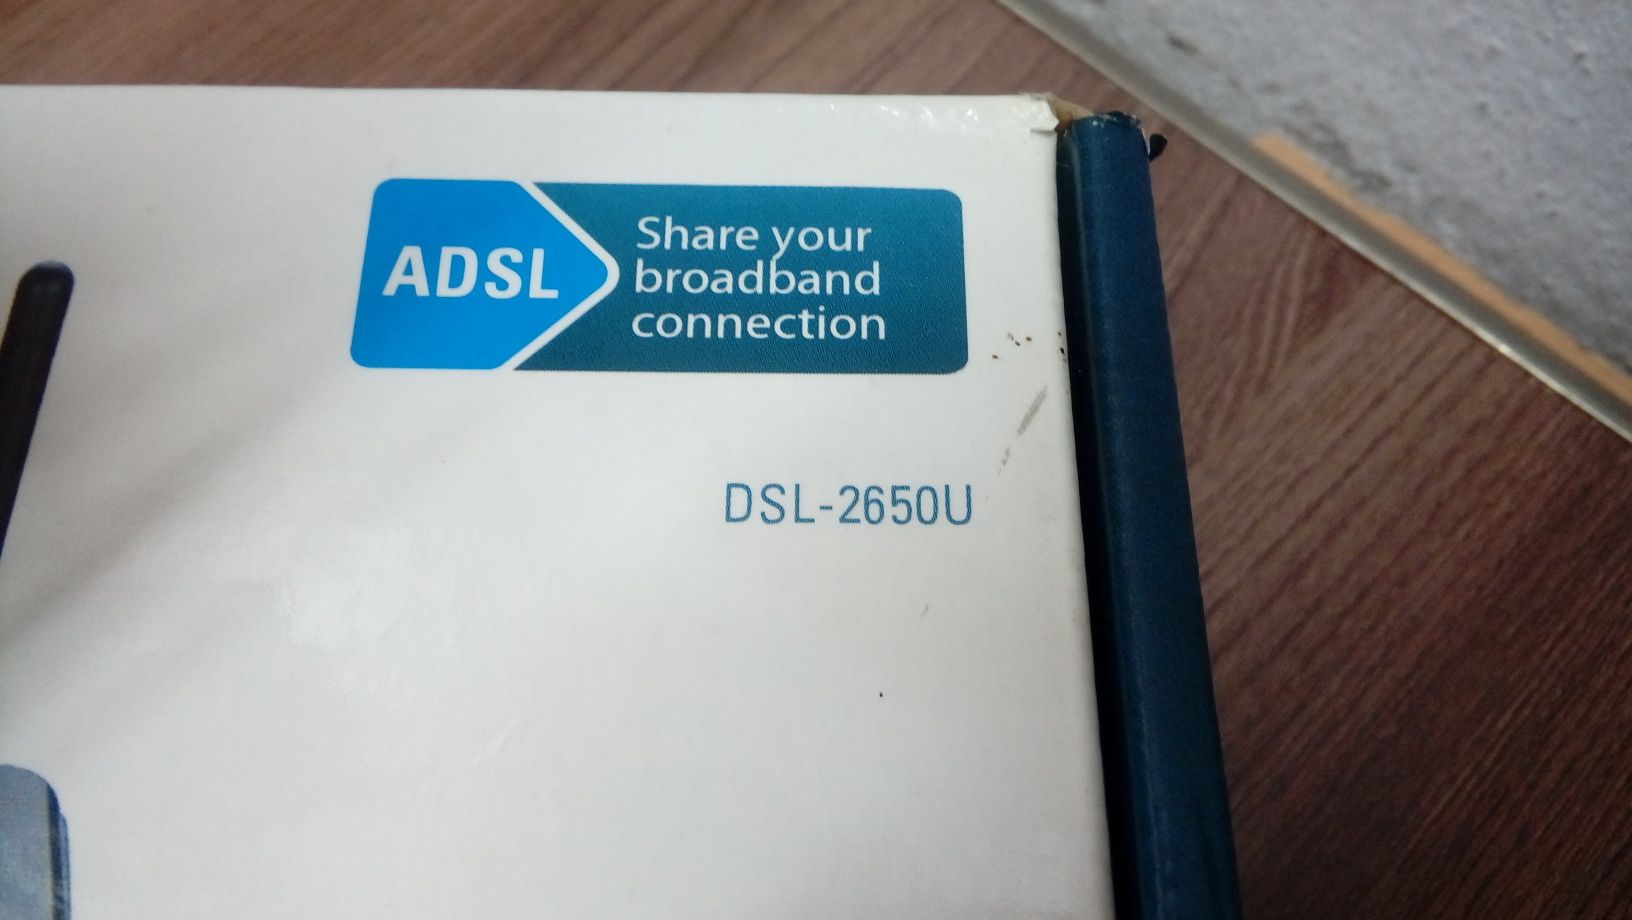 ADSL
Share your
broadband
connection
DSL-2650U